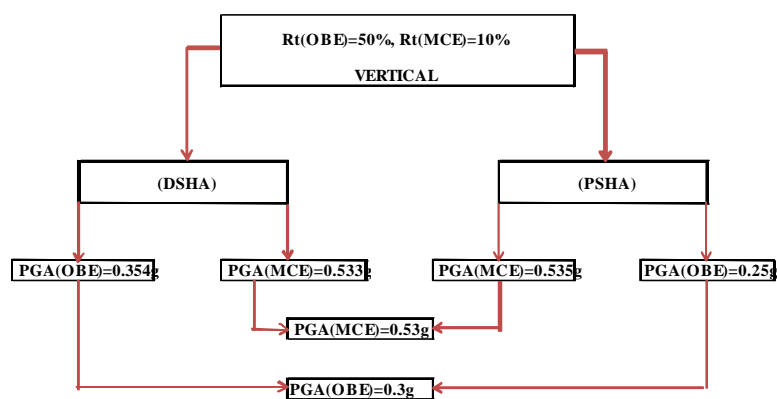 Rt(OBE)=50%, Rt(MCE)=10%
VERTICAL
(DSHA)
(PSHA)
PGA(OBE)=0.354g
PGA(MCE)=0.533g
PGA(MCE)=0.535g
PGA(OBE)=0.25g
PGA(MCE)=0.53g
PGA(OBE)=0.3g